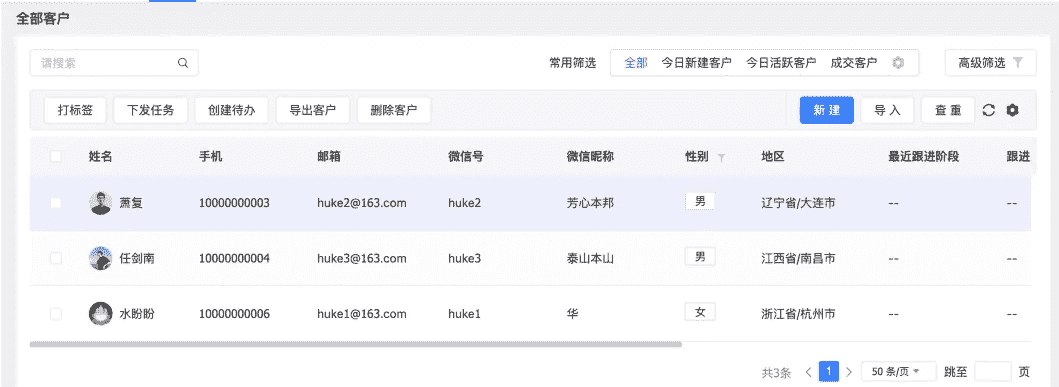 全部客户
请搜索 常用筛选 全部 今日新建客户 今日活跃客户 成交客户 高级筛选
打标签 下发任务 创建待办 导出客户 删除客户 新 建 导 入 查 重
姓名 手机 邮箱 微信号 微信昵称 性别 地区 最近跟进阶段 跟进
萧复 10000000003 huke2@163.com huke2 芳心本邦 男 辽宁省/大连市 -- --
任剑南 10000000004 huke3@163.com huke3 泰山本山 男 江西省/南昌市 -- --
水盼盼 10000000006 huke1@163.com huke1 华 女 浙江省/杭州市 -- --
共3条 1 50 条/页 跳至 页